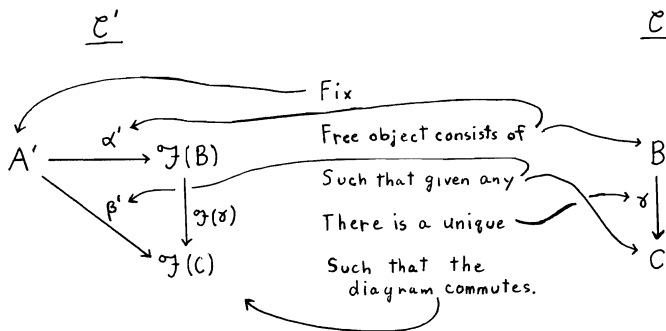 𝒞' 𝒞
Fix
Free object consists of
A' α' ℱ(B) B
Such that given any
β' ℱ(γ) γ
There is a unique
ℱ(C) C
Such that the
diagram commutes.